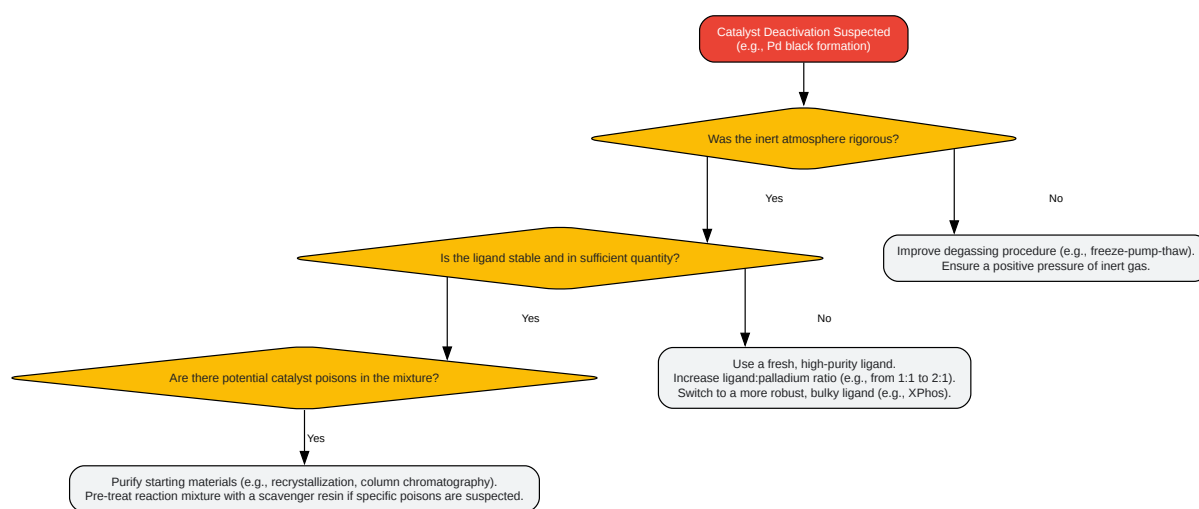 Catalyst Deactivation Suspected
(e.g., Pd black formation)
Was the inert atmosphere rigorous?
Yes
No
Improve degassing procedure (e.g., freeze-pump-thaw).
Ensure a positive pressure of inert gas.
Is the ligand stable and in sufficient quantity?
Yes
No
Use a fresh, high-purity ligand.
Increase ligand:palladium ratio (e.g., from 1:1 to 2:1).
Switch to a more robust, bulky ligand (e.g., XPhos).
Are there potential catalyst poisons in the mixture?
Yes
Purify starting materials (e.g., recrystallization, column chromatography).
Pre-treat reaction mixture with a scavenger resin if specific poisons are suspected.